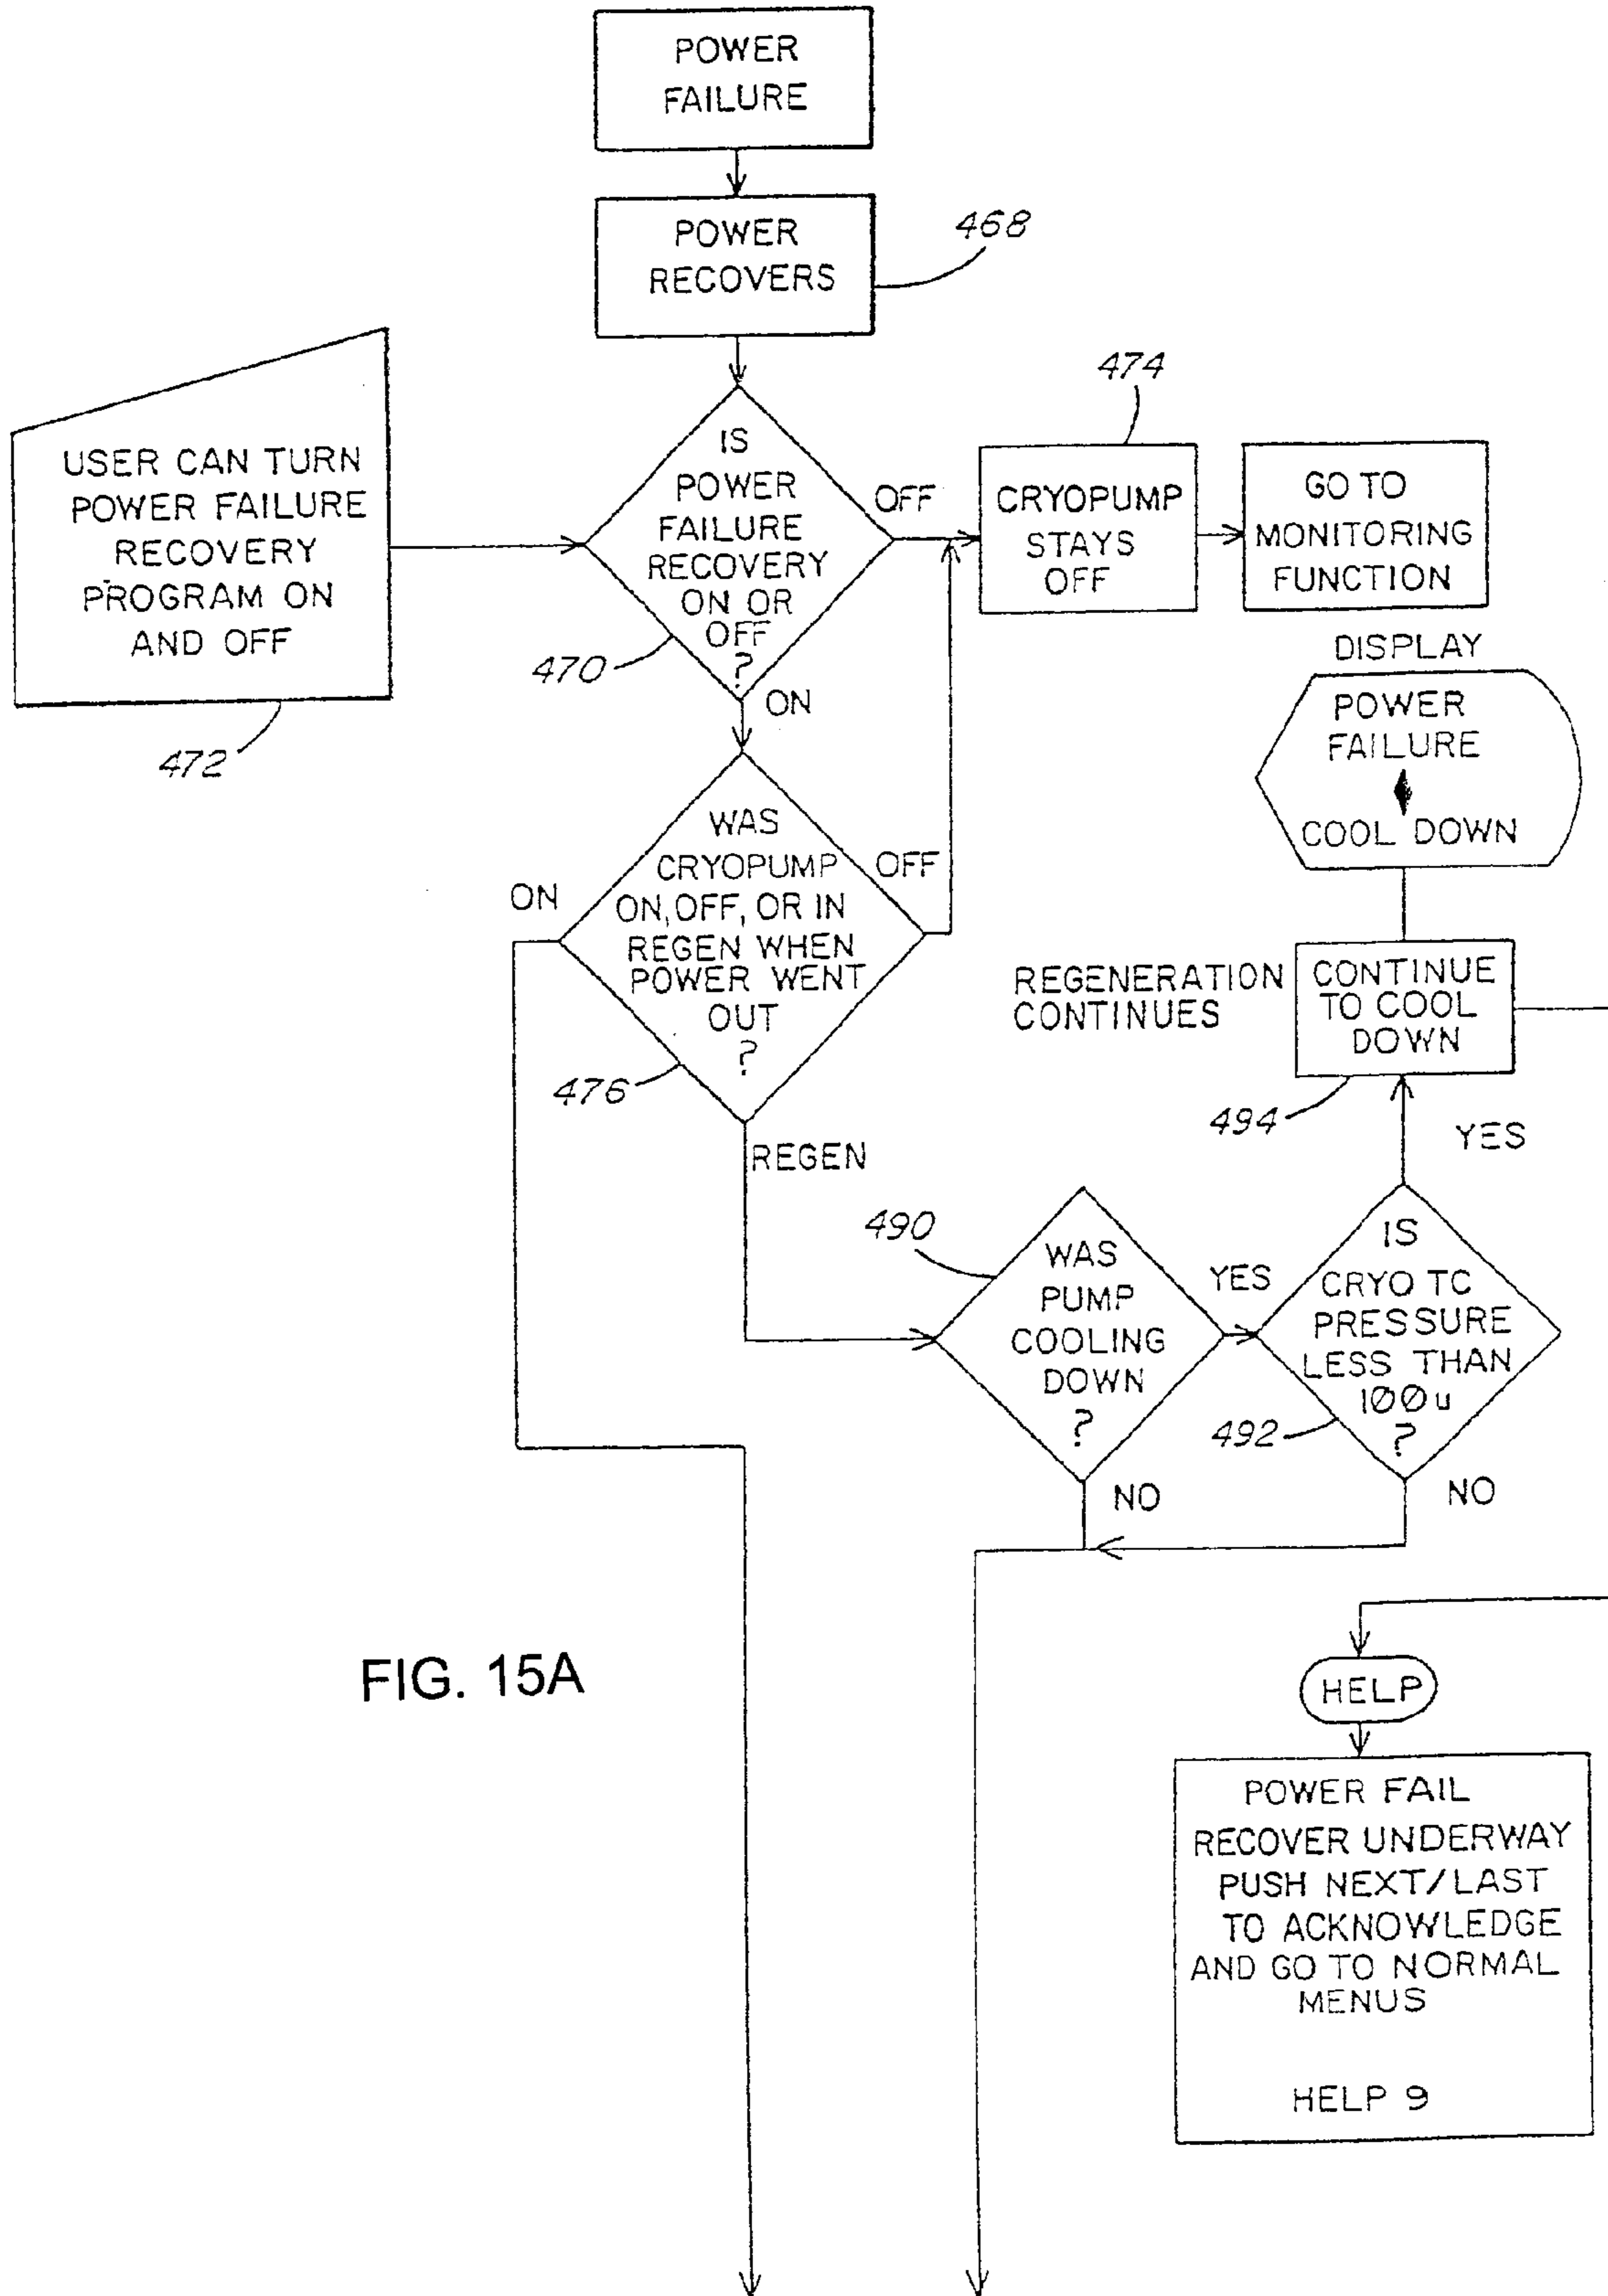 POWER
FAILURE
POWER
RECOVERS
468
USER CAN TURN
POWER FAILURE
RECOVERY
PROGRAM ON
AND OFF
472
IS
POWER
FAILURE
RECOVERY
ON OR
OFF
?
470
OFF
ON
474
CRYOPUMP
STAYS
OFF
GO TO
MONITORING
FUNCTION
DISPLAY
POWER
FAILURE
COOL DOWN
WAS
CRYOPUMP
ON, OFF, OR IN
REGEN WHEN
POWER WENT
OUT
?
476
ON
OFF
REGEN
REGENERATION
CONTINUES
CONTINUE
TO COOL
DOWN
494
YES
490
WAS
PUMP
COOLING
DOWN
?
YES
NO
IS
CRYO TC
PRESSURE
LESS THAN
100u
?
492
NO
FIG. 15A
HELP
POWER FAIL
RECOVER UNDERWAY
PUSH NEXT/LAST
TO ACKNOWLEDGE
AND GO TO NORMAL
MENUS
HELP 9